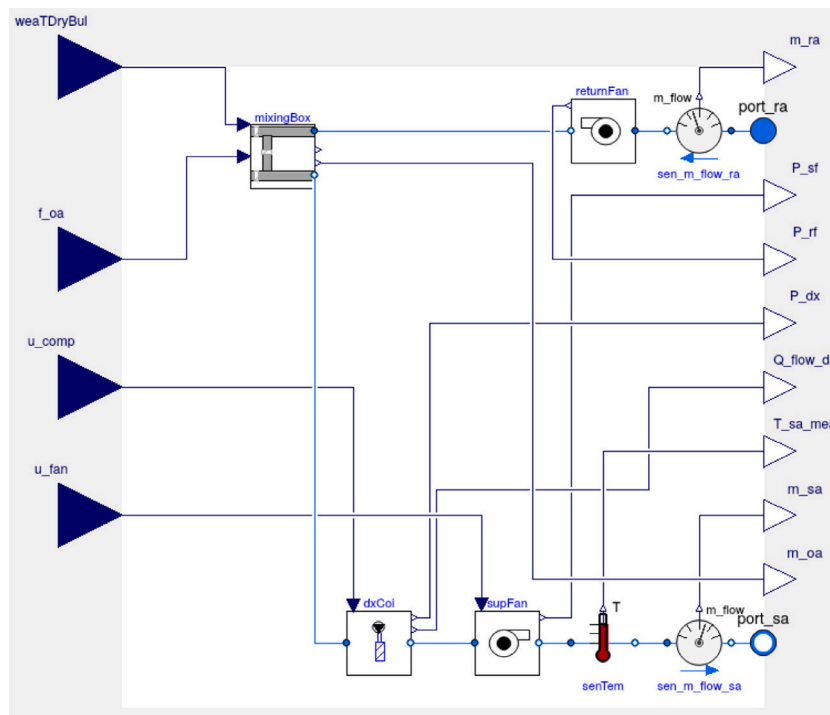 weaTDryBul
m_ra
returnFan
m_flow
port_ra
mixingBox
sen_m_flow_ra
P_sf
f_oa
P_rf
P_dx
u_comp
Q_flow_d
T_sa_mea
u_fan
m_sa
m_oa
dxCoi
supFan
T
m_flow
port_sa
senTem
sen_m_flow_sa